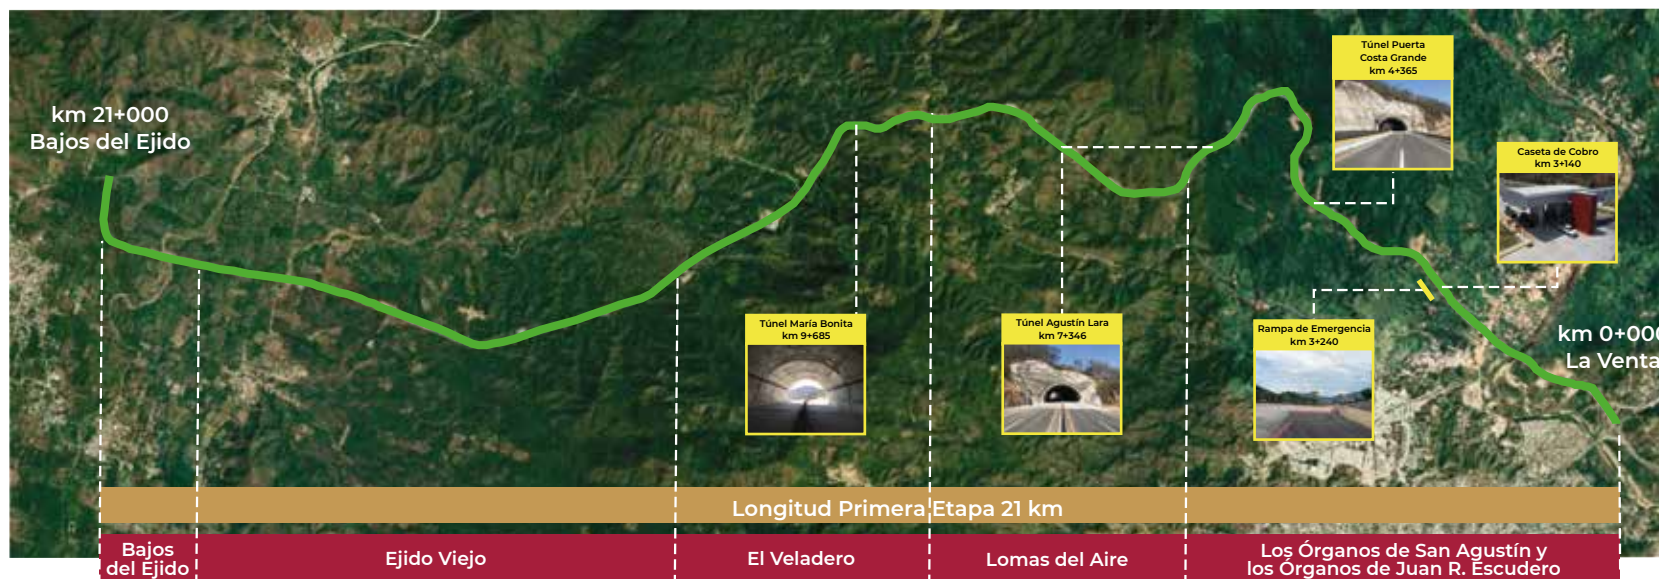 km 21+000
Bajos del Ejido
Túnel Puerta
Costa Grande
km 4+365
Caseta de Cobro
km 3+140
Túnel María Bonita
km 9+685
Túnel Agustín Lara
km 7+346
Rampa de Emergencia
km 3+240
km 0+000
La Venta
Longitud Primera Etapa 21 km
Bajos
del Ejido
Ejido Viejo
El Veladero
Lomas del Aire
Los Órganos de San Agustín y
los Órganos de Juan R. Escudero